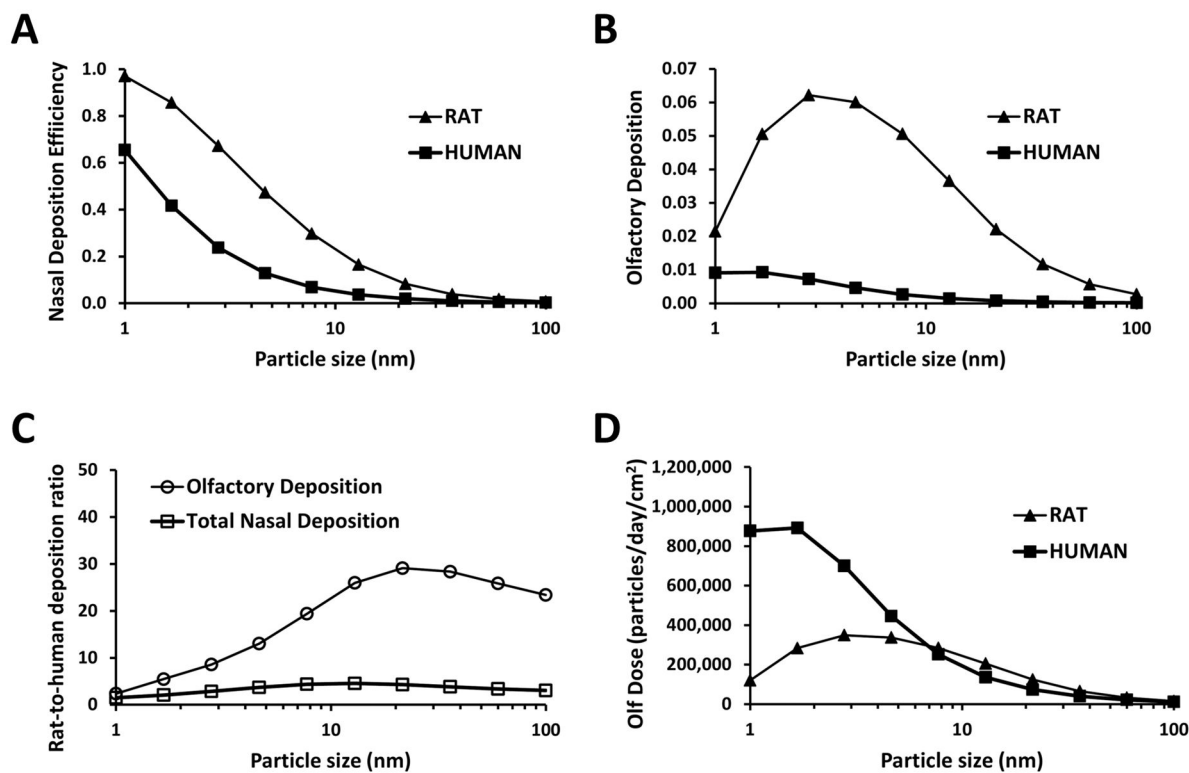 A
Nasal Deposition Effiiciency
1.0
0.8
0.6
0.4
0.2
0.0
RAT
HUMAN
1
10
100
Particle size (nm)
B
Olfactory Deposition
0.07
0.06
0.05
0.04
0.03
0.02
0.01
0.00
RAT
HUMAN
1
10
100
Particle size (nm)
C
Rat-to-human deposition ratio
50
40
30
20
10
0
Olfactory Deposition
Total Nasal Deposition
1
10
100
Particle size (nm)
D
Olf Dose (particles/day/cm²)
1,200,000
1,000,000
800,000
600,000
400,000
200,000
0
RAT
HUMAN
1
10
100
Particle size (nm)